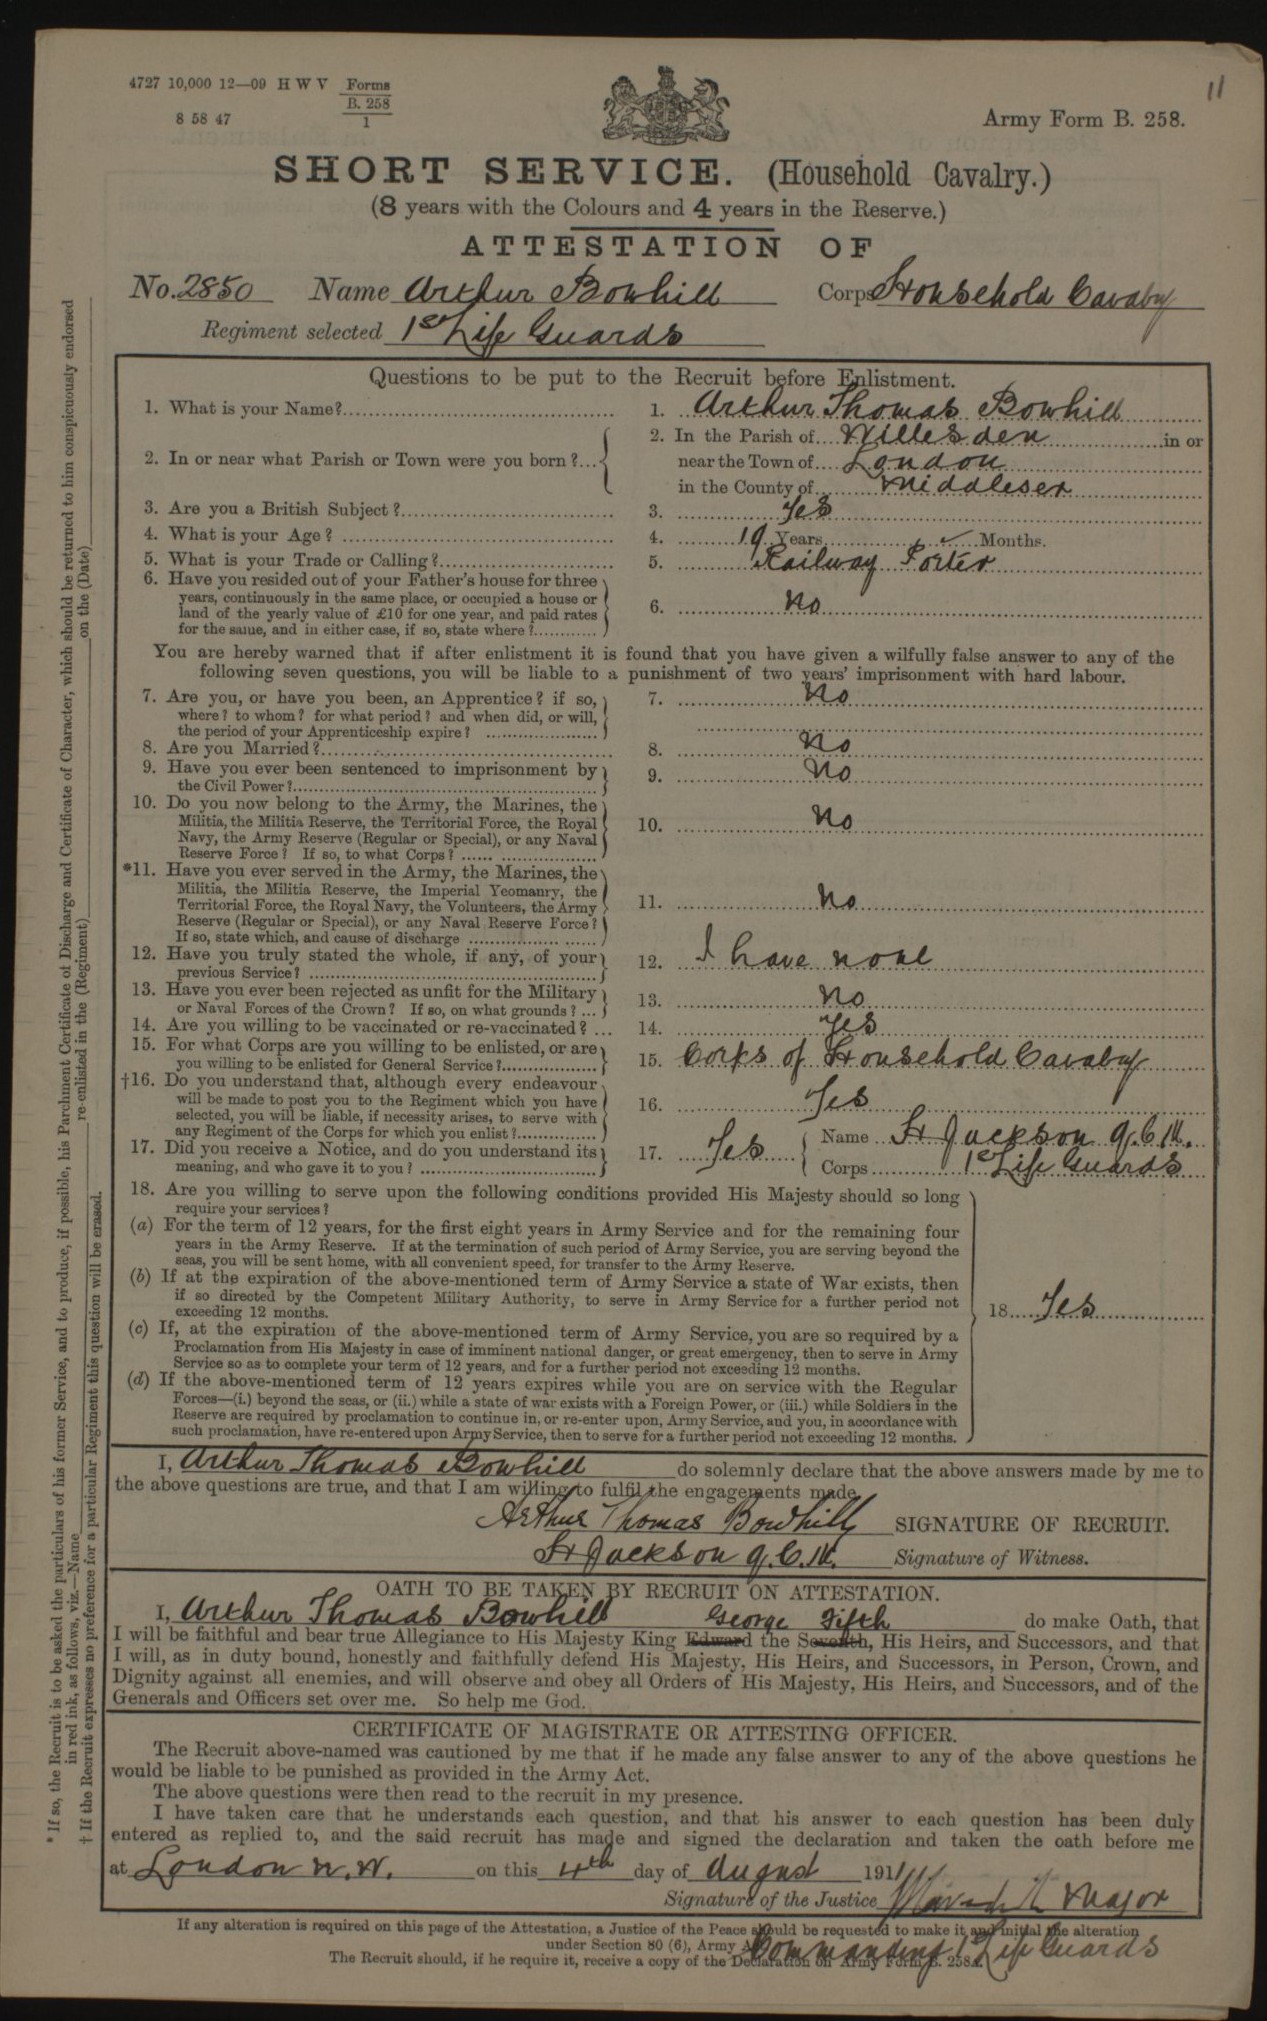 11
4727 10,000 12—09 H W V Forms B. 258 1
8 58 47
Army Form B. 258.
SHORT SERVICE. (Household Cavalry.)
(8 years with the Colours and 4 years in the Reserve.)
ATTESTATION OF
No. 2850 Name Arthur Bowhill Corps Household Cavalry
Regiment selected 1st Life Guards
Questions to be put to the Recruit before Enlistment.
1. What is your Name? 1. Arthur Thomas Bowhill
2. In or near what Parish or Town were you born? 2. In the Parish of Willesden in or
near the Town of London
in the County of Middlesex
3. Are you a British Subject? 3. Yes
4. What is your Age? 4. 19 Years ✓ Months.
5. What is your Trade or Calling? 5. Railway Porter
6. Have you resided out of your Father's house for three
years, continuously in the same place, or occupied a house or
land of the yearly value of £10 for one year, and paid rates
for the same, and in either case, if so, state where? 6. No
You are hereby warned that if after enlistment it is found that you have given a wilfully false answer to any of the
following seven questions, you will be liable to a punishment of two years' imprisonment with hard labour.
7. Are you, or have you been, an Apprentice? if so,
where? to whom? for what period? and when did, or will,
the period of your Apprenticeship expire? 7. No
8. Are you Married? 8. No
9. Have you ever been sentenced to imprisonment by
the Civil Power? 9. No
10. Do you now belong to the Army, the Marines, the
Militia, the Militia Reserve, the Territorial Force, the Royal
Navy, the Army Reserve (Regular or Special), or any Naval
Reserve Force? If so, to what Corps? 10. No
*11. Have you ever served in the Army, the Marines, the
Militia, the Militia Reserve, the Imperial Yeomanry, the
Territorial Force, the Royal Navy, the Volunteers, the Army
Reserve (Regular or Special), or any Naval Reserve Force?
If so, state which, and cause of discharge 11. No
12. Have you truly stated the whole, if any, of your
previous Service? 12. I have none
13. Have you ever been rejected as unfit for the Military
or Naval Forces of the Crown? If so, on what grounds? ... 13. No
14. Are you willing to be vaccinated or re-vaccinated? ... 14. Yes
15. For what Corps are you willing to be enlisted, or are
you willing to be enlisted for General Service? 15. Corps of Household Cavalry
†16. Do you understand that, although every endeavour
will be made to post you to the Regiment which you have
selected, you will be liable, if necessity arises, to serve with
any Regiment of the Corps for which you enlist? 16. Yes
17. Did you receive a Notice, and do you understand its
meaning, and who gave it to you? 17. Yes Name H Jackson Q.C.M.
Corps 1st Life Guards
18. Are you willing to serve upon the following conditions provided His Majesty should so long
require your services?
(a) For the term of 12 years, for the first eight years in Army Service and for the remaining four
years in the Army Reserve. If at the termination of such period of Army Service, you are serving beyond the
seas, you will be sent home, with all convenient speed, for transfer to the Army Reserve.
(b) If at the expiration of the above-mentioned term of Army Service a state of War exists, then
if so directed by the Competent Military Authority, to serve in Army Service for a further period not
exceeding 12 months.
(c) If, at the expiration of the above-mentioned term of Army Service, you are so required by a
Proclamation from His Majesty in case of imminent national danger, or great emergency, then to serve in Army
Service so as to complete your term of 12 years, and for a further period not exceeding 12 months.
(d) If the above-mentioned term of 12 years expires while you are on service with the Regular
Forces—(i.) beyond the seas, or (ii.) while a state of war exists with a Foreign Power, or (iii.) while Soldiers in the
Reserve are required by proclamation to continue in, or re-enter upon, Army Service, and you, in accordance with
such proclamation, have re-entered upon Army Service, then to serve for a further period not exceeding 12 months.
18. Yes
I, Arthur Thomas Bowhill do solemnly declare that the above answers made by me to
the above questions are true, and that I am willing to fulfil the engagements made.
Arthur Thomas Bowhill SIGNATURE OF RECRUIT.
H Jackson Q.C.M. Signature of Witness.
OATH TO BE TAKEN BY RECRUIT ON ATTESTATION.
I, Arthur Thomas Bowhill George Fifth do make Oath, that
I will be faithful and bear true Allegiance to His Majesty King Edward the Seventh, His Heirs, and Successors, and that
I will, as in duty bound, honestly and faithfully defend His Majesty, His Heirs, and Successors, in Person, Crown, and
Dignity against all enemies, and will observe and obey all Orders of His Majesty, His Heirs, and Successors, and of the
Generals and Officers set over me. So help me God.
CERTIFICATE OF MAGISTRATE OR ATTESTING OFFICER.
The Recruit above-named was cautioned by me that if he made any false answer to any of the above questions he
would be liable to be punished as provided in the Army Act.
The above questions were then read to the recruit in my presence.
I have taken care that he understands each question, and that his answer to each question has been duly
entered as replied to, and the said recruit has made and signed the declaration and taken the oath before me
at London N.W. on this 4th day of August 1911
Signature of the Justice Major
Commanding 1st Life Guards
If any alteration is required on this page of the Attestation, a Justice of the Peace should be requested to make it and initial the alteration
under Section 80 (6), Army
The Recruit should, if he require it, receive a copy of the Declaration on Army Form B. 258A.
* If so, the Recruit is to be asked the particulars of his former Service, and to produce, if possible, his Parchment Certificate of Discharge and Certificate of Character, which should be returned to him conspicuously endorsed
in red ink, as follows, viz.—Name re-enlisted in the (Regiment) on the (Date)
† If the Recruit expresses no preference for a particular Regiment this question will be erased.